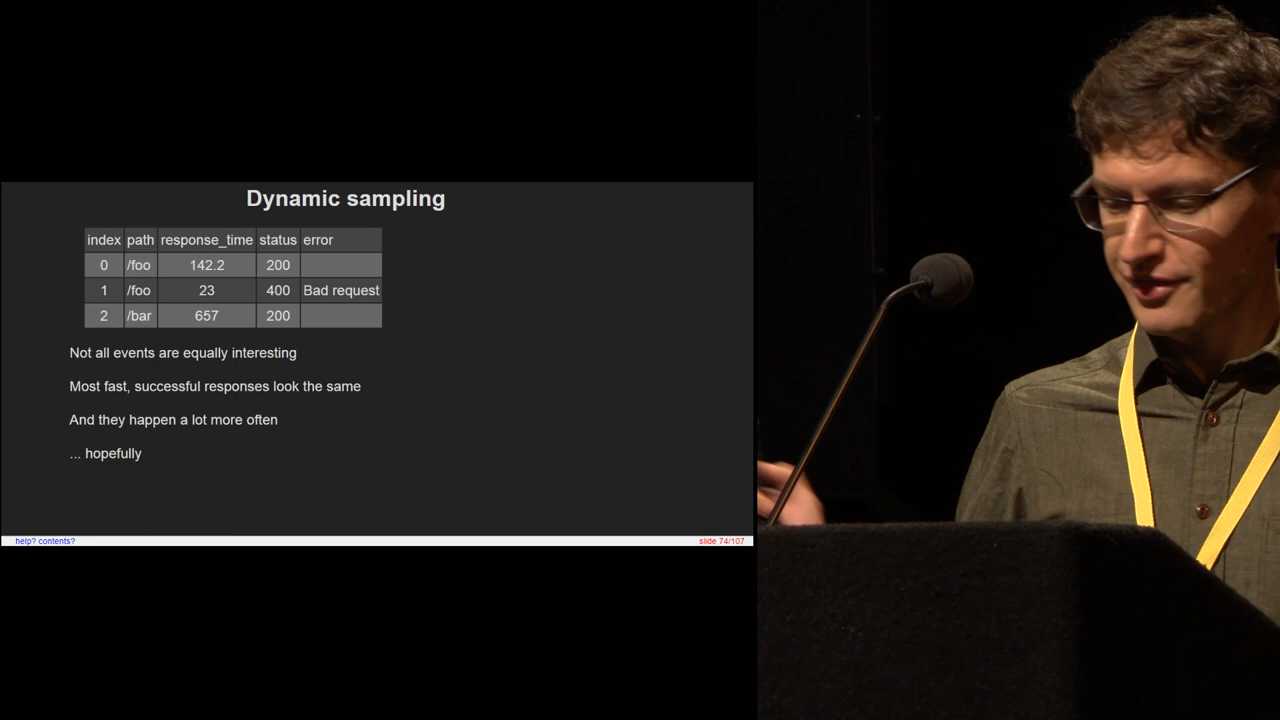 Dynamic sampling
index path response_time status error
0 /foo 142.2 200
1 /foo 23 400 Bad request
2 /bar 657 200
Not all events are equally interesting
Most fast, successful responses look the same
And they happen a lot more often
... hopefully
help? contents? slide 74/107